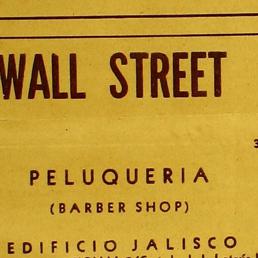 WALL STREET
PELUQUERIA
(BARBER SHOP)
EDIFICIO JALISCO